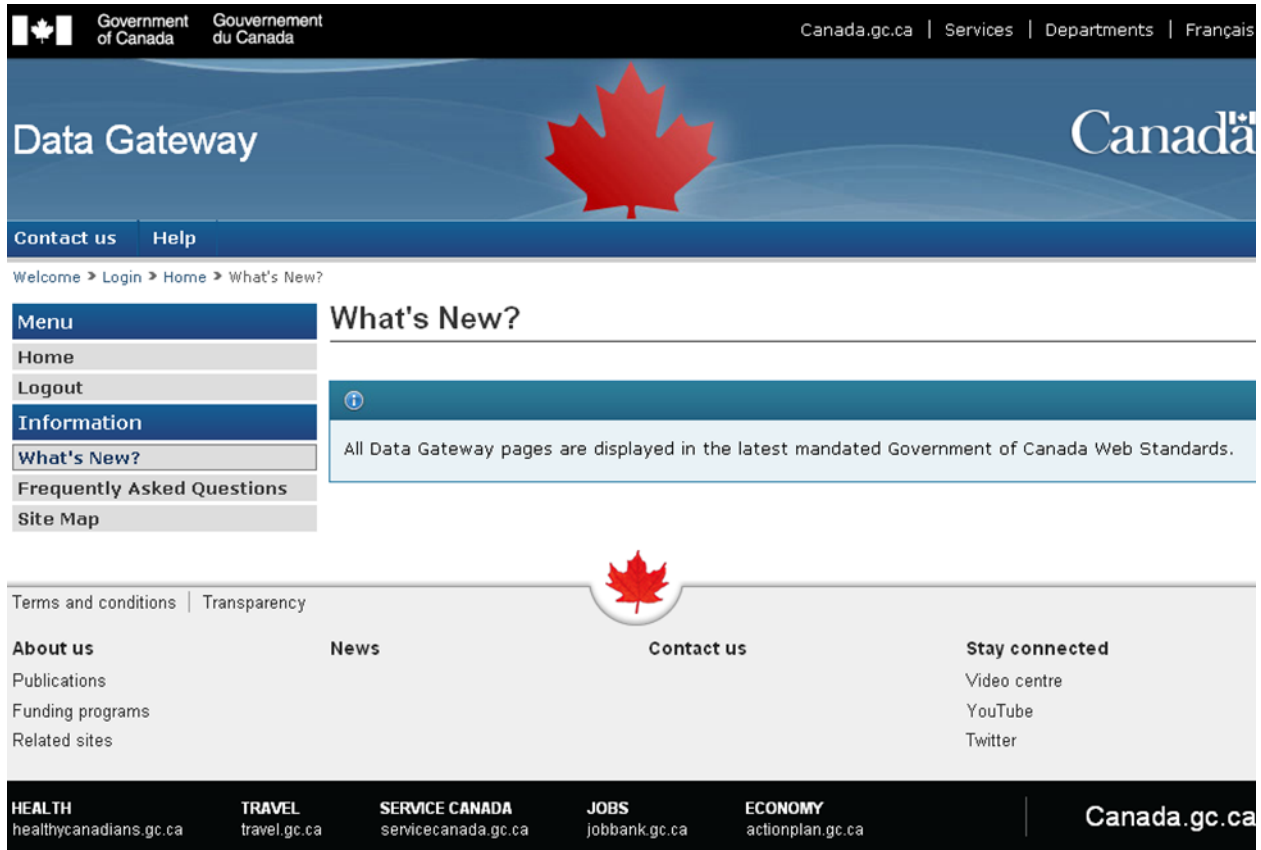 Government of Canada
Gouvernement du Canada
Canada.gc.ca | Services | Departments | Français
Data Gateway
Canada
Contact us Help
Welcome > Login > Home > What's New?
Menu
Home
Logout
Information
What's New?
Frequently Asked Questions
Site Map
What's New?
All Data Gateway pages are displayed in the latest mandated Government of Canada Web Standards.
Terms and conditions | Transparency
About us
Publications
Funding programs
Related sites
News
Contact us
Stay connected
Video centre
YouTube
Twitter
HEALTH
healthycanadians.gc.ca
TRAVEL
travel.gc.ca
SERVICE CANADA
servicecanada.gc.ca
JOBS
jobbank.gc.ca
ECONOMY
actionplan.gc.ca
Canada.gc.ca